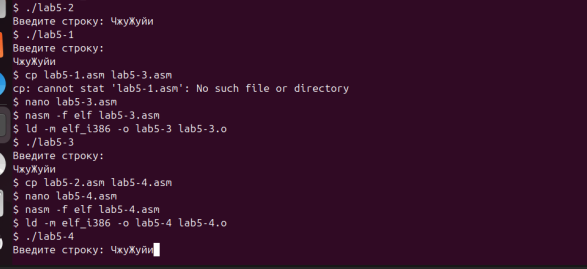 $ ./lab5-2
Введите строку: ЧжуЖуйи
$ ./lab5-1
Введите строку:
ЧжуЖуйи
$ cp lab5-1.asm lab5-3.asm
cp: cannot stat 'lab5-1.asm': No such file or directory
$ nano lab5-3.asm
$ nasm -f elf lab5-3.asm
$ ld -m elf_i386 -o lab5-3 lab5-3.o
$ ./lab5-3
Введите строку:
ЧжуЖуйи
$ cp lab5-2.asm lab5-4.asm
$ nano lab5-4.asm
$ nasm -f elf lab5-4.asm
$ ld -m elf_i386 -o lab5-4 lab5-4.o
$ ./lab5-4
Введите строку: ЧжуЖуйи